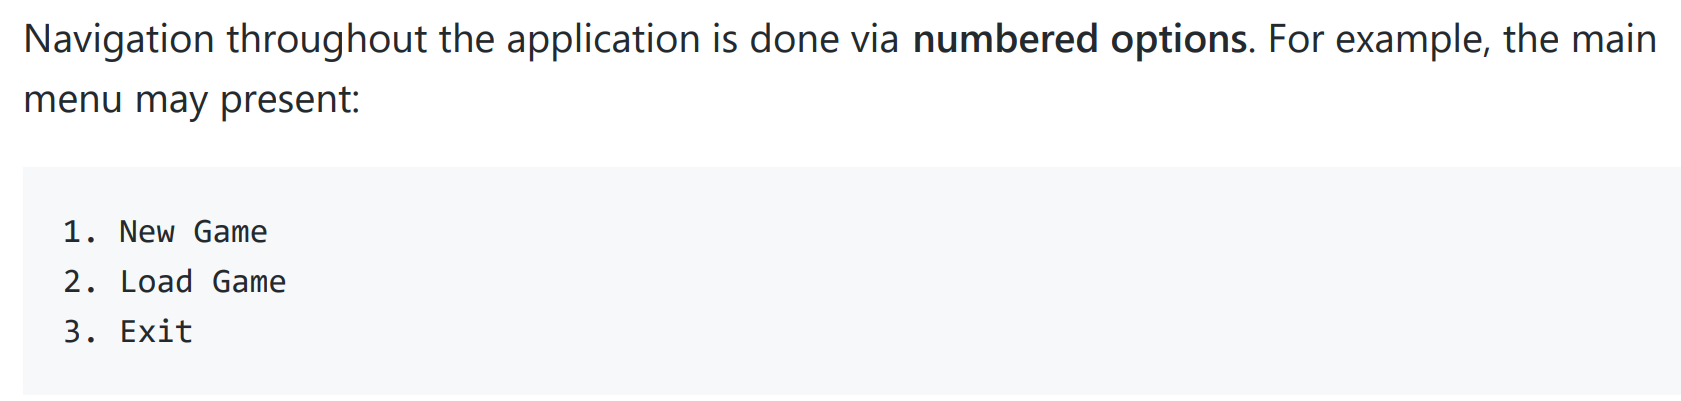 Navigation throughout the application is done via numbered options. For example, the main
menu may present:
1. New Game
2. Load Game
3. Exit